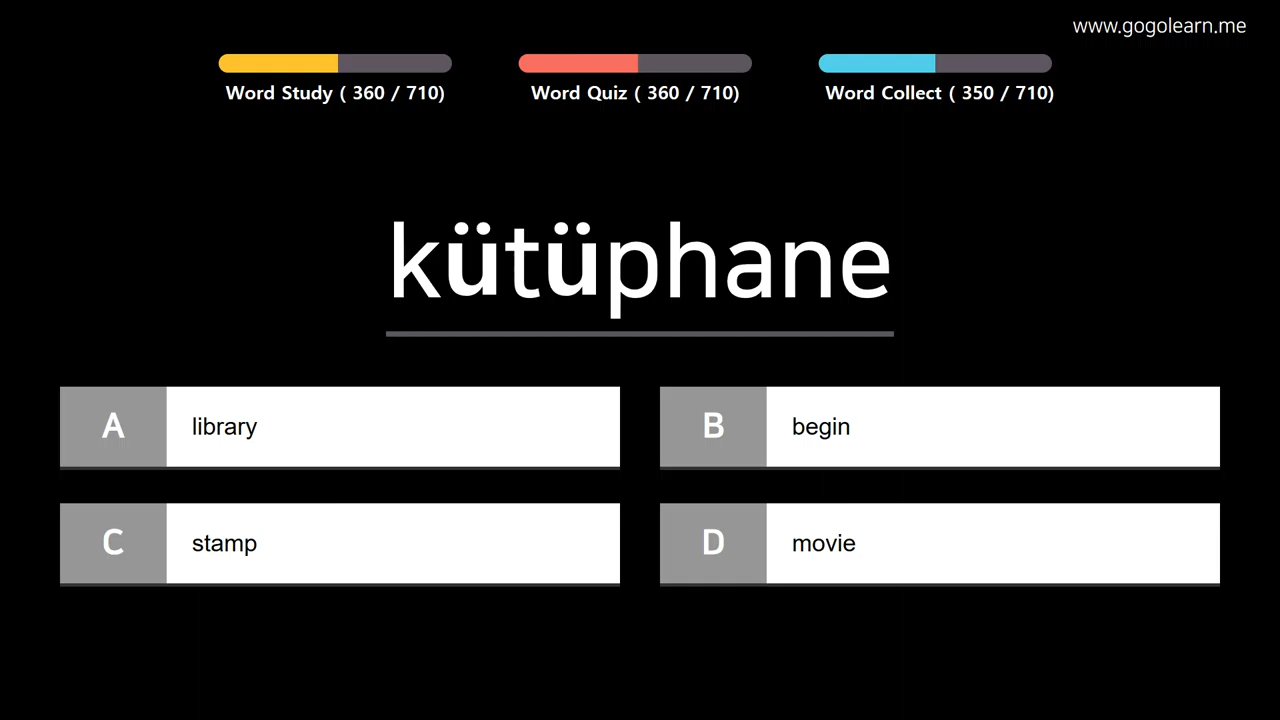 www.gogolearn.me
Word Study ( 360 / 710)
Word Quiz ( 360 / 710)
Word Collect ( 350 / 710)
kütüphane
A library
B begin
C stamp
D movie